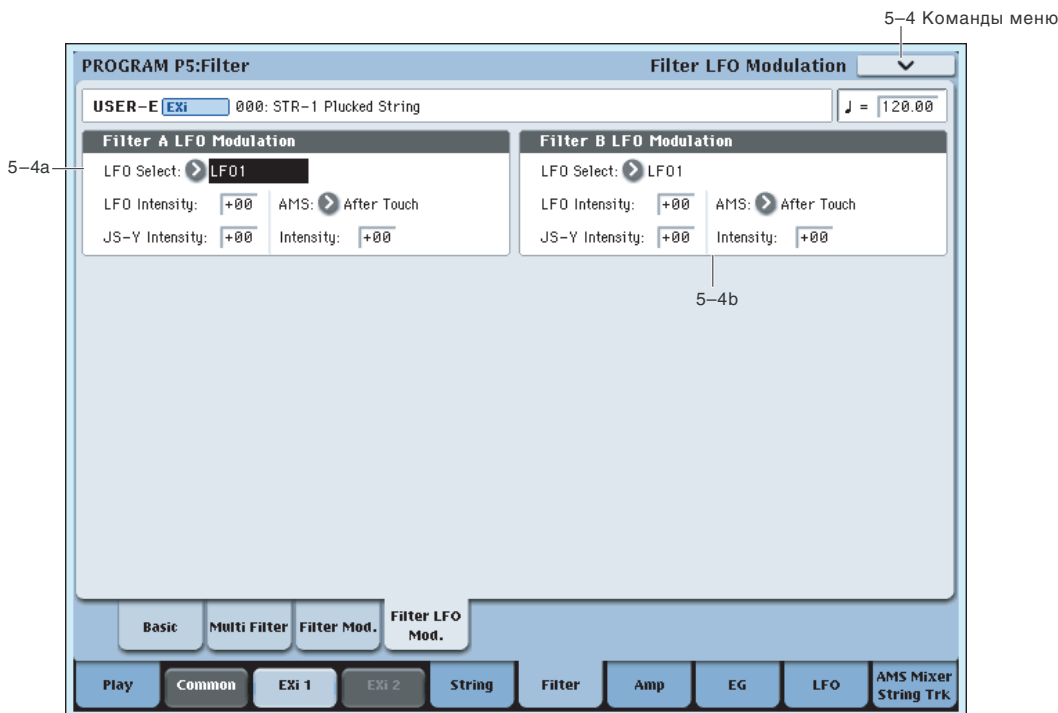 5–4 Команды меню
PROGRAM P5:Filter
Filter LFO Modulation
USER–E EXi 000: STR–1 Plucked String
♩ = 120.00
Filter A LFO Modulation
5–4a
LFO Select: LFO1
LFO Intensity: +00 AMS: After Touch
JS–Y Intensity: +00 Intensity: +00
Filter B LFO Modulation
LFO Select: LFO1
LFO Intensity: +00 AMS: After Touch
JS–Y Intensity: +00 Intensity: +00
5–4b
Basic
Multi Filter
Filter Mod.
Filter LFO
Mod.
Play
Common
EXi 1
EXi 2
String
Filter
Amp
EG
LFO
AMS Mixer
String Trk